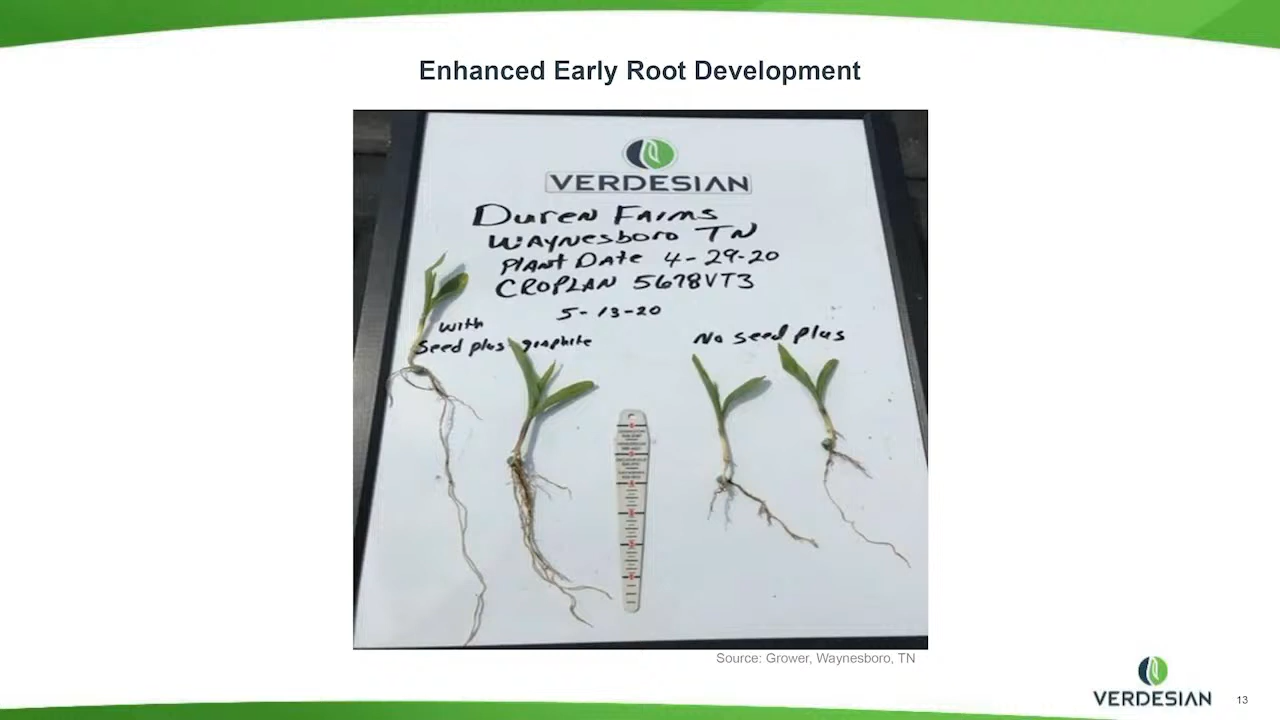 Enhanced Early Root Development
VERDESIAN
Duren Farms
Waynesboro TN
Plant Date 4-29-20
CROPLAN 5678VT3
5-13-20
with
Seed plus graphite
No seed plus
Source: Grower, Waynesboro, TN
VERDESIAN
13